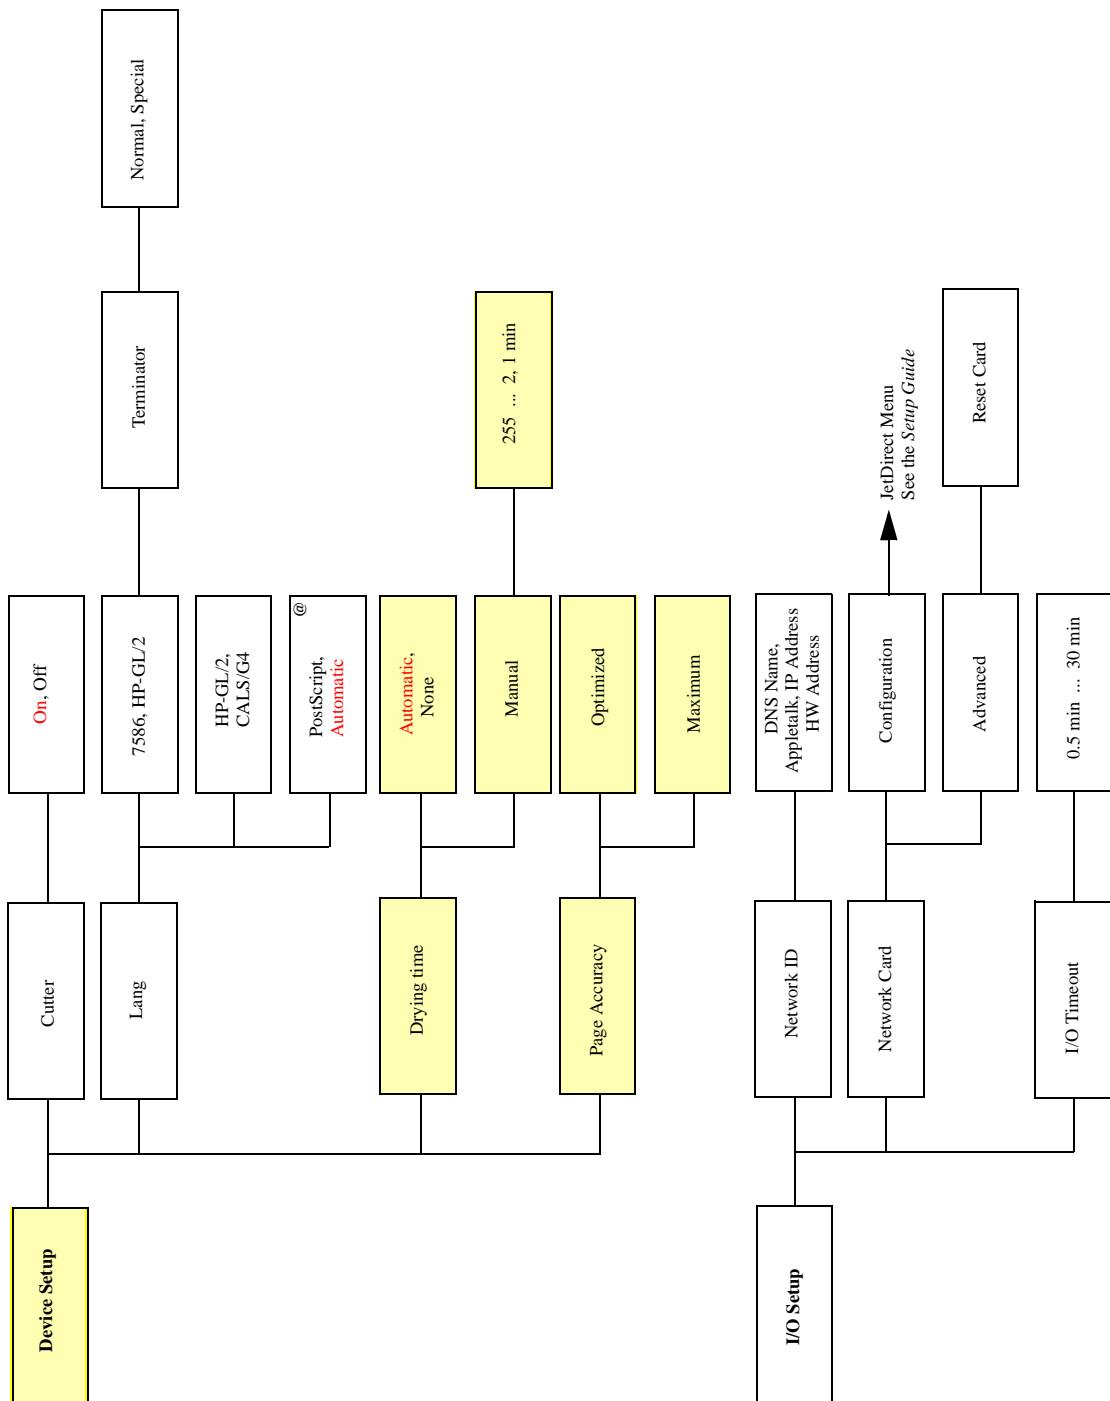 Device Setup
Cutter
On, Off
Lang
7586, HP-GL/2
Terminator
Normal, Special
HP-GL/2,
CALS/G4
@
PostScript,
Automatic
Drying time
Automatic,
None
Manual
255 ... 2, 1 min
Page Accuracy
Optimized
Maximum
I/O Setup
Network ID
DNS Name,
Appletalk, IP Address
HW Address
Network Card
Configuration
JetDirect Menu
See the Setup Guide
Advanced
Reset Card
I/O Timeout
0.5 min ... 30 min